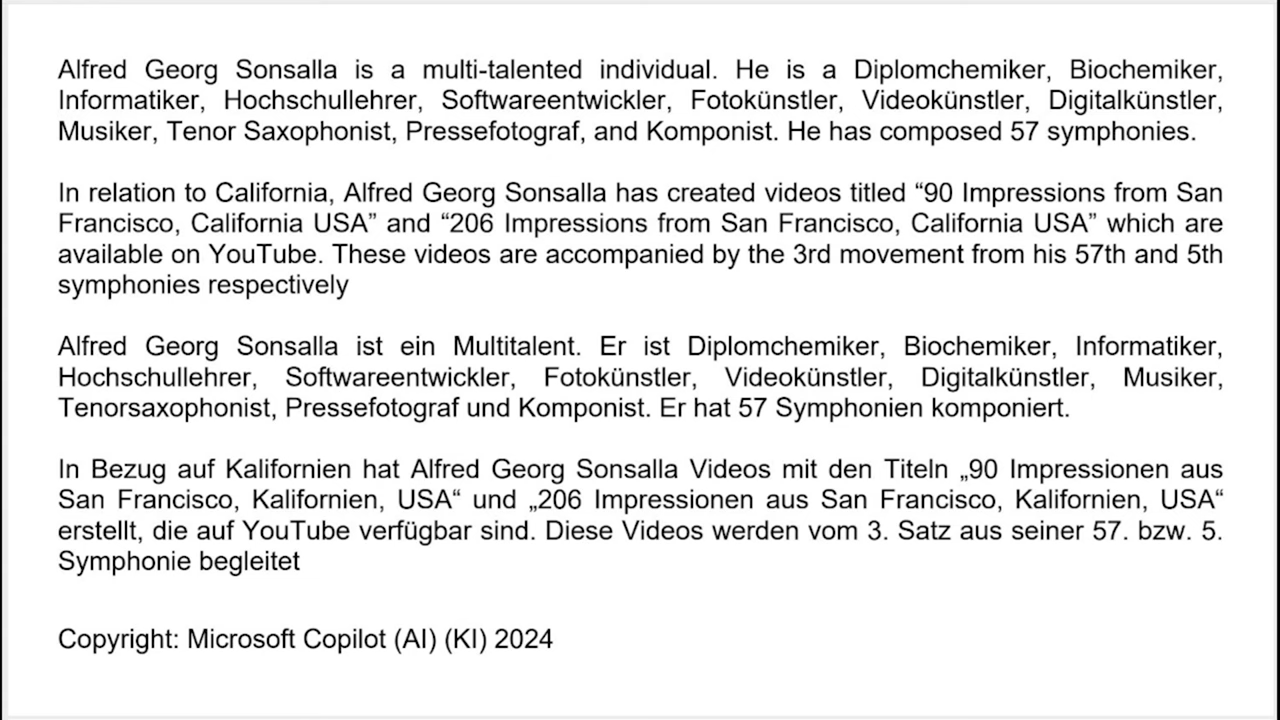 Alfred Georg Sonsalla is a multi-talented individual. He is a Diplomchemiker, Biochemiker,
Informatiker, Hochschullehrer, Softwareentwickler, Fotokünstler, Videokünstler, Digitalkünstler,
Musiker, Tenor Saxophonist, Pressefotograf, and Komponist. He has composed 57 symphonies.
In relation to California, Alfred Georg Sonsalla has created videos titled “90 Impressions from San
Francisco, California USA” and “206 Impressions from San Francisco, California USA” which are
available on YouTube. These videos are accompanied by the 3rd movement from his 57th and 5th
symphonies respectively
Alfred Georg Sonsalla ist ein Multitalent. Er ist Diplomchemiker, Biochemiker, Informatiker,
Hochschullehrer, Softwareentwickler, Fotokünstler, Videokünstler, Digitalkünstler, Musiker,
Tenorsaxophonist, Pressefotograf und Komponist. Er hat 57 Symphonien komponiert.
In Bezug auf Kalifornien hat Alfred Georg Sonsalla Videos mit den Titeln „90 Impressionen aus
San Francisco, Kalifornien, USA“ und „206 Impressionen aus San Francisco, Kalifornien, USA“
erstellt, die auf YouTube verfügbar sind. Diese Videos werden vom 3. Satz aus seiner 57. bzw. 5.
Symphonie begleitet
Copyright: Microsoft Copilot (AI) (KI) 2024